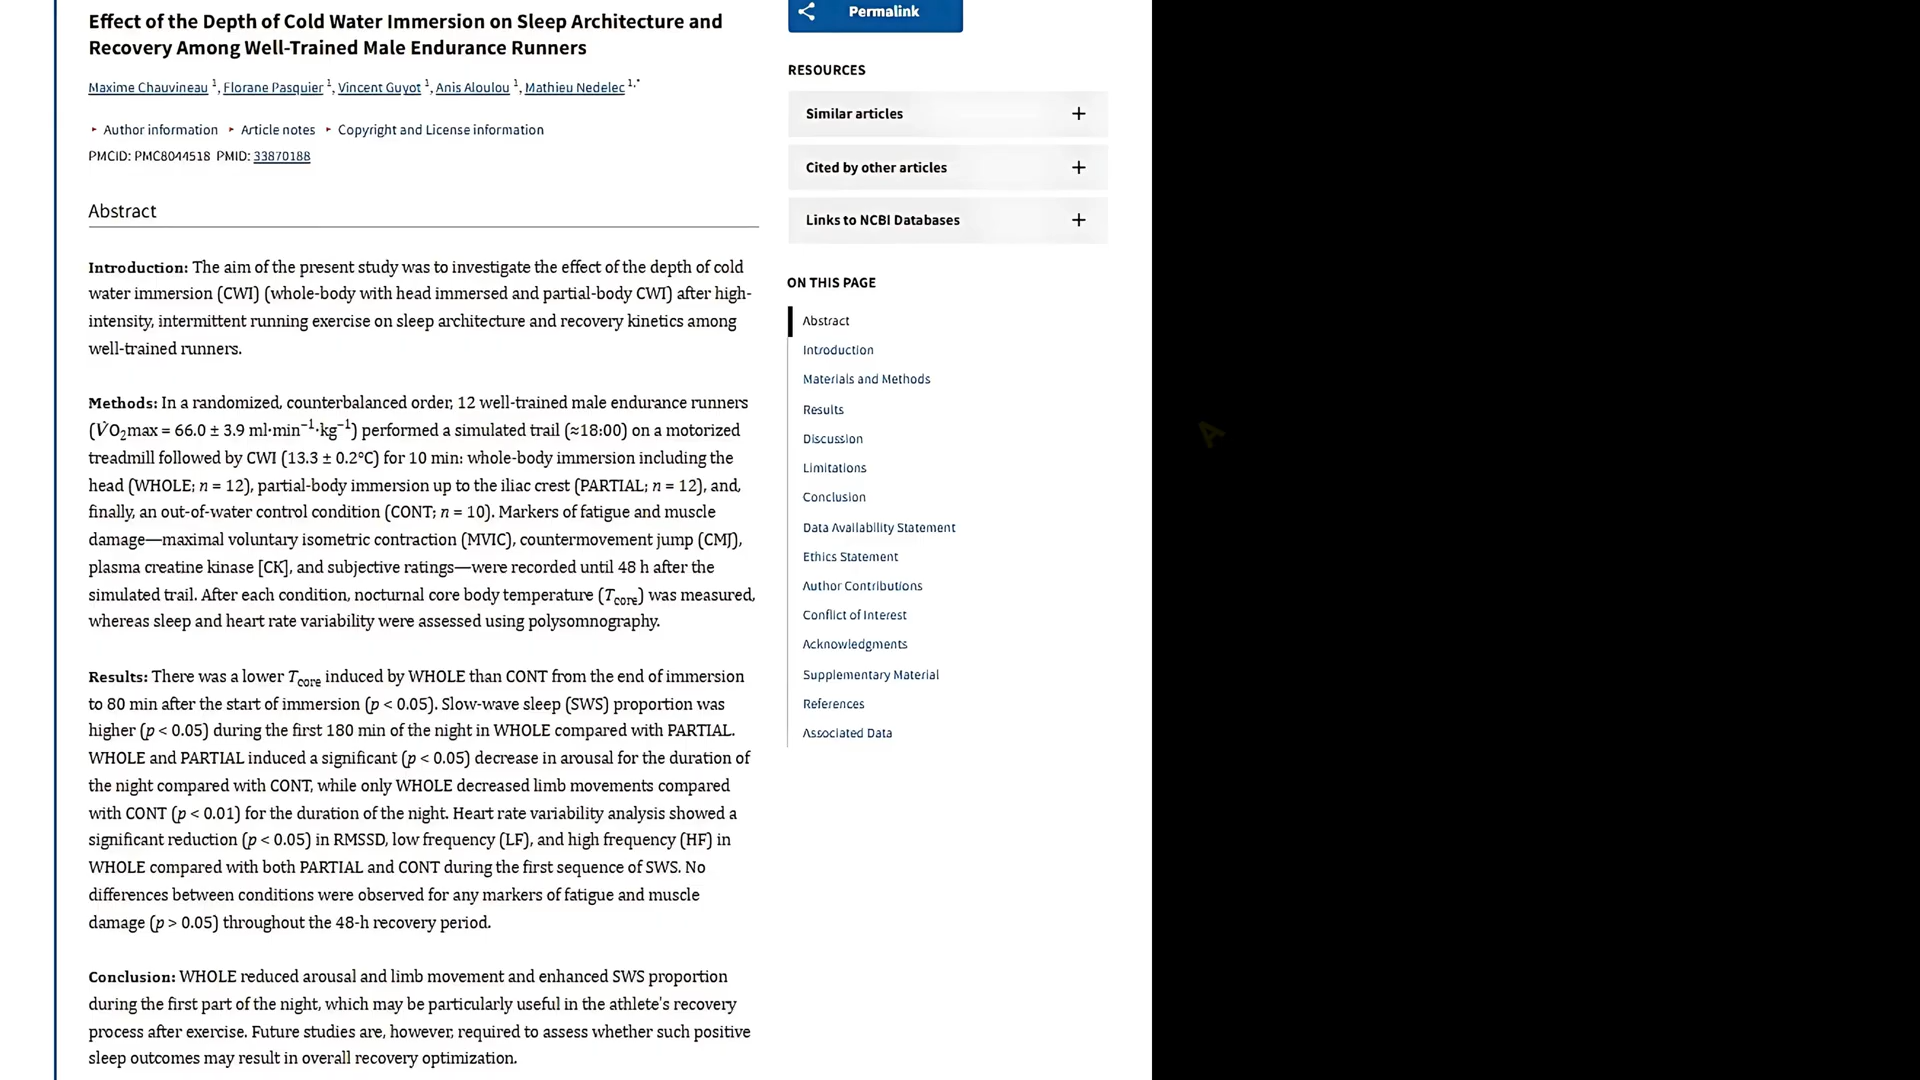 Effect of the Depth of Cold Water Immersion on Sleep Architecture and
Recovery Among Well-Trained Male Endurance Runners
Maxime Chauvineau 1, Florane Pasquier 1, Vincent Guyot 1, Anis Aloulou 1, Mathieu Nedelec 1,*
▸ Author information ▸ Article notes ▸ Copyright and License information
PMCID: PMC8044518 PMID: 33870188
Abstract
Introduction: The aim of the present study was to investigate the effect of the depth of cold
water immersion (CWI) (whole-body with head immersed and partial-body CWI) after high-
intensity, intermittent running exercise on sleep architecture and recovery kinetics among
well-trained runners.
Methods: In a randomized, counterbalanced order, 12 well-trained male endurance runners
(V̇O₂max = 66.0 ± 3.9 ml·min⁻¹·kg⁻¹) performed a simulated trail (≈18:00) on a motorized
treadmill followed by CWI (13.3 ± 0.2°C) for 10 min: whole-body immersion including the
head (WHOLE; n = 12), partial-body immersion up to the iliac crest (PARTIAL; n = 12), and,
finally, an out-of-water control condition (CONT; n = 10). Markers of fatigue and muscle
damage—maximal voluntary isometric contraction (MVIC), countermovement jump (CMJ),
plasma creatine kinase [CK], and subjective ratings—were recorded until 48 h after the
simulated trail. After each condition, nocturnal core body temperature (Tcore) was measured,
whereas sleep and heart rate variability were assessed using polysomnography.
Results: There was a lower Tcore induced by WHOLE than CONT from the end of immersion
to 80 min after the start of immersion (p < 0.05). Slow-wave sleep (SWS) proportion was
higher (p < 0.05) during the first 180 min of the night in WHOLE compared with PARTIAL.
WHOLE and PARTIAL induced a significant (p < 0.05) decrease in arousal for the duration of
the night compared with CONT, while only WHOLE decreased limb movements compared
with CONT (p < 0.01) for the duration of the night. Heart rate variability analysis showed a
significant reduction (p < 0.05) in RMSSD, low frequency (LF), and high frequency (HF) in
WHOLE compared with both PARTIAL and CONT during the first sequence of SWS. No
differences between conditions were observed for any markers of fatigue and muscle
damage (p > 0.05) throughout the 48-h recovery period.
Conclusion: WHOLE reduced arousal and limb movement and enhanced SWS proportion
during the first part of the night, which may be particularly useful in the athlete's recovery
process after exercise. Future studies are, however, required to assess whether such positive
sleep outcomes may result in overall recovery optimization.
Permalink
RESOURCES
Similar articles +
Cited by other articles +
Links to NCBI Databases +
ON THIS PAGE
Abstract
Introduction
Materials and Methods
Results
Discussion
Limitations
Conclusion
Data Availability Statement
Ethics Statement
Author Contributions
Conflict of Interest
Acknowledgments
Supplementary Material
References
Associated Data
A